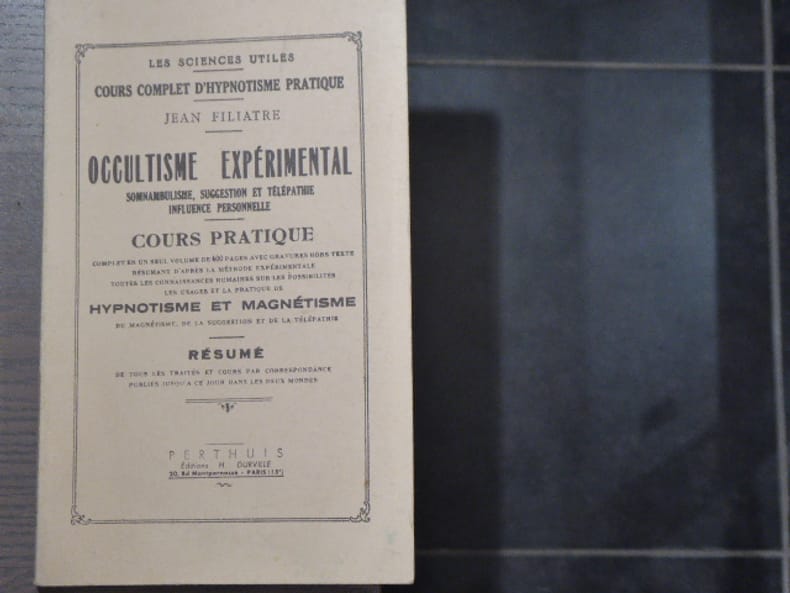 LES SCIENCES UTILES
COURS COMPLET D'HYPNOTISME PRATIQUE
JEAN FILIATRE
OCCULTISME EXPÉRIMENTAL
SOMNAMBULISME, SUGGESTION ET TÉLÉPATHIE
INFLUENCE PERSONNELLE
COURS PRATIQUE
COMPLET EN UN SEUL VOLUME DE 400 PAGES AVEC GRAVURES HORS TEXTE
RÉSUMANT D'APRÈS LA MÉTHODE EXPÉRIMENTALE
TOUTES LES CONNAISSANCES HUMAINES SUR LES POSSIBILITÉS
LES USAGES ET LA PRATIQUE DE
HYPNOTISME ET MAGNÉTISME
DU MAGNÉTISME, DE LA SUGGESTION ET DE LA TÉLÉPATHIE
RÉSUMÉ
DE TOUS LES TRAITÉS ET COURS PAR CORRESPONDANCE
PUBLIÉS JUSQU'A CE JOUR DANS LES DEUX MONDES
PERTHUIS
Éditions H. DURVILLE
20, Bd Montparnasse - PARIS (15e)